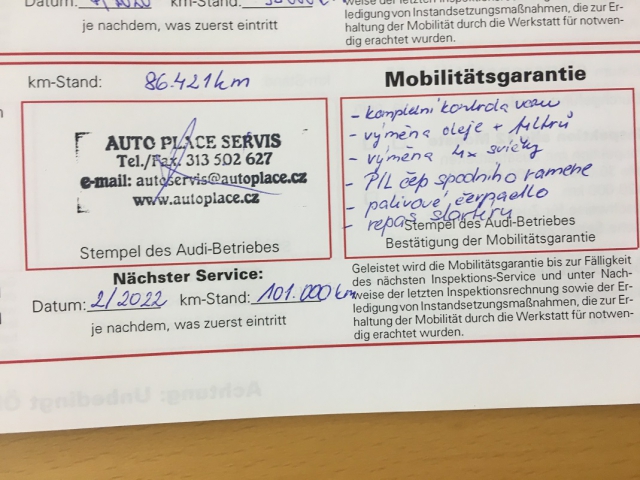 Datum: 4/2020 km-Stand:
je nachdem, was zuerst eintritt
weise der letzten Inspektionsrechnung sowie der Er-
ledigung von Instandsetzungsmaßnahmen, die zur Er-
haltung der Mobilität durch die Werkstatt für notwen-
dig erachtet wurden.
km-Stand: 86.421km
AUTO PLACE SERVIS
Tel./Fax: 313 502 627
e-mail: autoservis@autoplace.cz
www.autoplace.cz
Stempel des Audi-Betriebes
Nächster Service:
Datum: 2/2022 km-Stand: 101.000 km
je nachdem, was zuerst eintritt
Mobilitätsgarantie
- kompletní kontrola vozu
- výměna oleje + filtrů
- výměna 4x svíčky
- P/L čep spodního ramene
- palivové čerpadlo
- repas startéru
Stempel des Audi-Betriebes
Bestätigung der Mobilitätsgarantie
Geleistet wird die Mobilitätsgarantie bis zur Fälligkeit
des nächsten Inspektions-Service und unter Nach-
weise der letzten Inspektionsrechnung sowie der Er-
ledigung von Instandsetzungsmaßnahmen, die zur Er-
haltung der Mobilität durch die Werkstatt für notwen-
dig erachtet wurden.